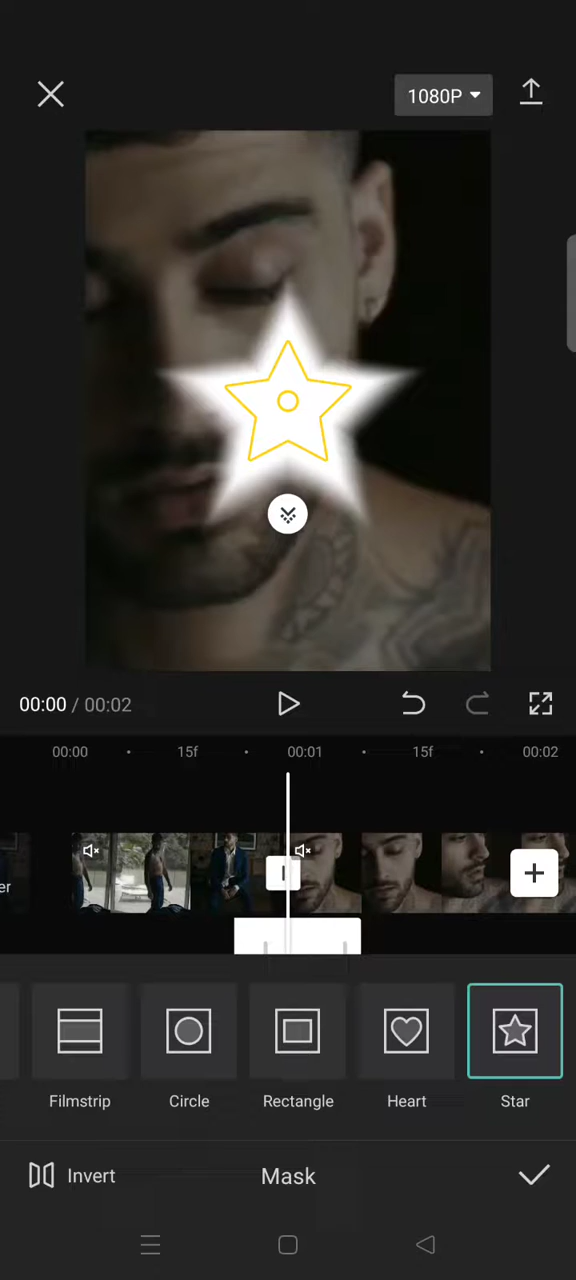 1080P
00:00 / 00:02
00:00 15f 00:01 15f 00:02
er
Filmstrip Circle Rectangle Heart Star
Invert Mask